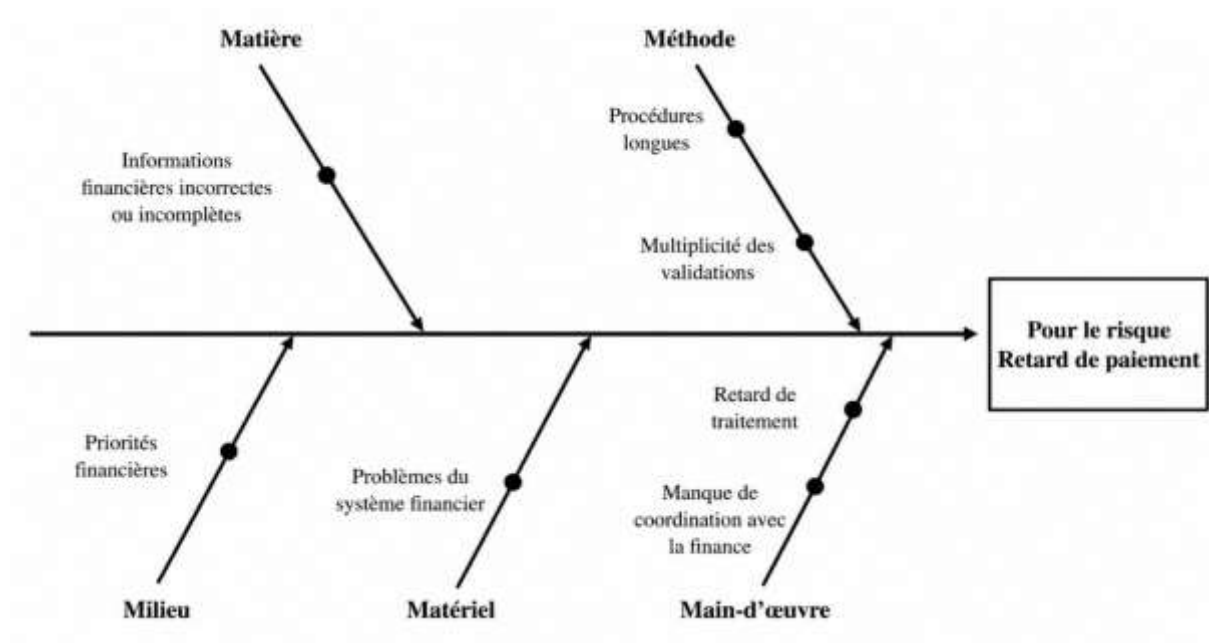 Matière
Méthode
Procédures
longues
Informations
financières incorrectes
ou incomplètes
Multiplicité des
validations
Pour le risque
Retard de paiement
Retard de
traitement
Priorités
financières
Problèmes du
système financier
Manque de
coordination avec
la finance
Milieu
Matériel
Main-d'œuvre